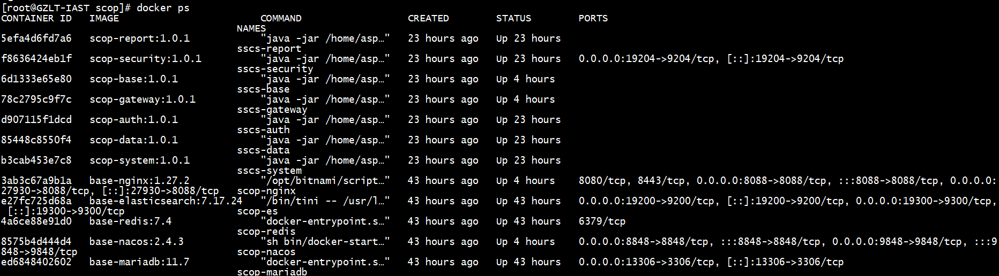 [root@GZLT-IAST scop]# docker ps
CONTAINER ID   IMAGE                        COMMAND                  CREATED        STATUS        PORTS
                                        NAMES
5efa4d6fd7a6   scop-report:1.0.1            "java -jar /home/asp…"   23 hours ago   Up 23 hours
                                        sscs-report
f8636424eb1f   scop-security:1.0.1          "java -jar /home/asp…"   23 hours ago   Up 23 hours   0.0.0.0:19204->9204/tcp, [::]:19204->9204/tcp
                                        sscs-security
6d1333e65e80   scop-base:1.0.1              "java -jar /home/asp…"   23 hours ago   Up 4 hours
                                        sscs-base
78c2795c9f7c   scop-gateway:1.0.1           "java -jar /home/asp…"   23 hours ago   Up 4 hours
                                        sscs-gateway
d907115f1dcd   scop-auth:1.0.1              "java -jar /home/asp…"   23 hours ago   Up 23 hours
                                        sscs-auth
85448c8550f4   scop-data:1.0.1              "java -jar /home/asp…"   23 hours ago   Up 23 hours
                                        sscs-data
b3cab453e7c8   scop-system:1.0.1            "java -jar /home/asp…"   23 hours ago   Up 23 hours
                                        sscs-system
3ab3c67a9b1a   base-nginx:1.27.2            "/opt/bitnami/script…"   43 hours ago   Up 4 hours    8080/tcp, 8443/tcp, 0.0.0.0:8088->8088/tcp, :::8088->8088/tcp, 0.0.0.0:
27930->8088/tcp, [::]:27930->8088/tcp   scop-nginx
e27fc725d68a   base-elasticsearch:7.17.24   "/bin/tini -- /usr/l…"   43 hours ago   Up 43 hours   0.0.0.0:19200->9200/tcp, [::]:19200->9200/tcp, 0.0.0.0:19300->9300/tcp,
 [::]:19300->9300/tcp                   scop-es
4a6ce88e91d0   base-redis:7.4               "docker-entrypoint.s…"   43 hours ago   Up 43 hours   6379/tcp
                                        scop-redis
8575b4d444d4   base-nacos:2.4.3             "sh bin/docker-start…"   43 hours ago   Up 4 hours    0.0.0.0:8848->8848/tcp, :::8848->8848/tcp, 0.0.0.0:9848->9848/tcp, :::9
848->9848/tcp                           scop-nacos
ed6848402602   base-mariadb:11.7            "docker-entrypoint.s…"   43 hours ago   Up 43 hours   0.0.0.0:13306->3306/tcp, [::]:13306->3306/tcp
                                        scop-mariadb